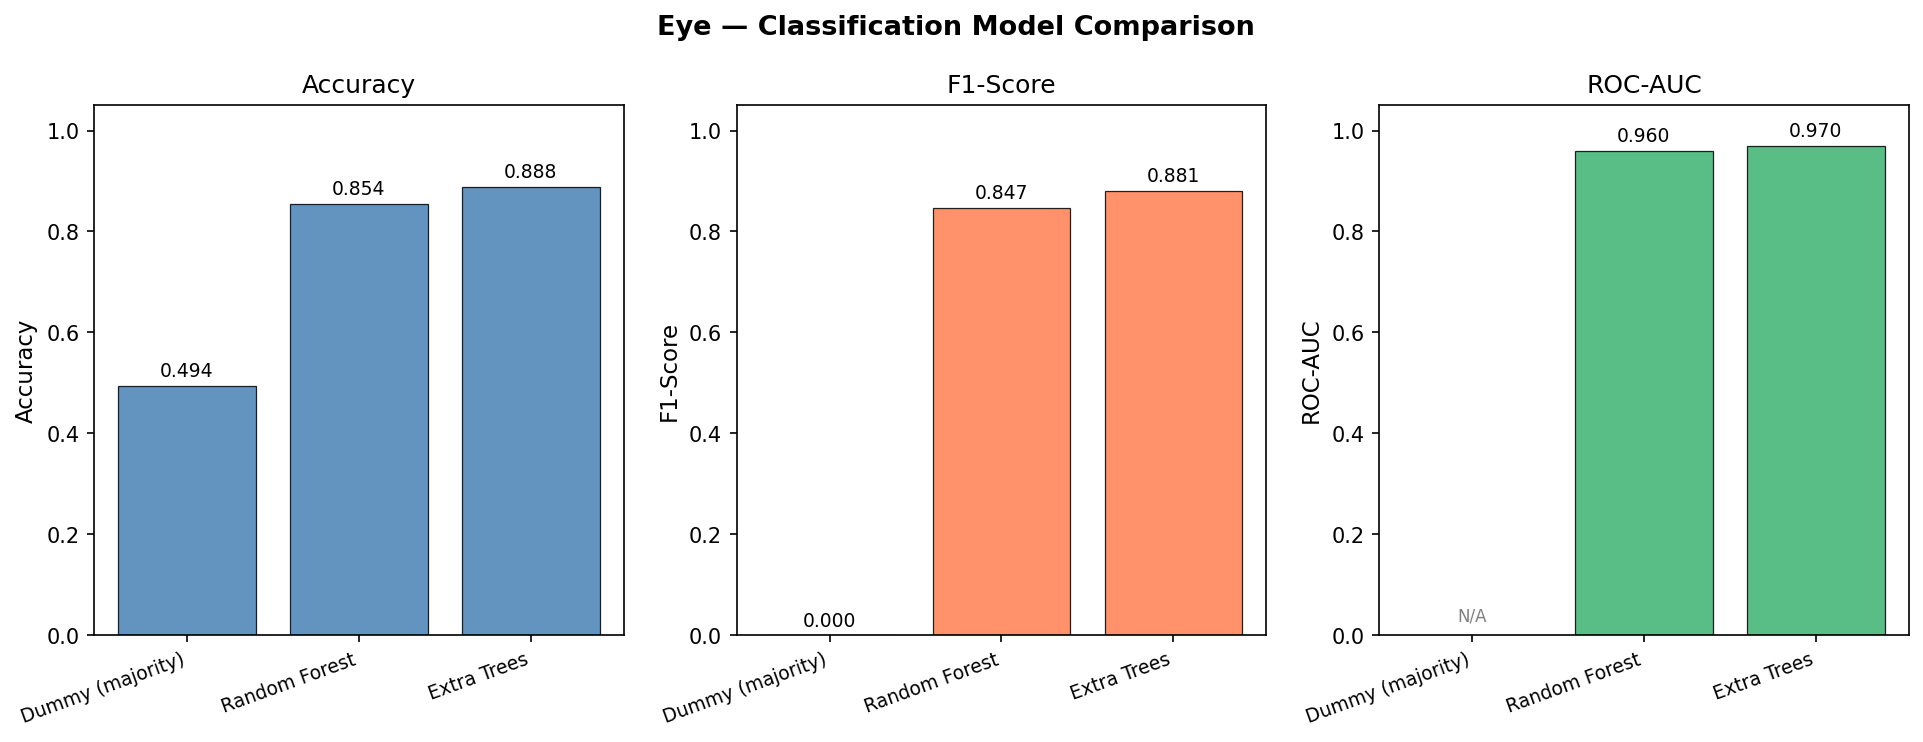 Eye — Classification Model Comparison
Accuracy
Accuracy
1.0
0.8
0.6
0.4
0.2
0.0
0.494
0.854
0.888
Dummy (majority)
Random Forest
Extra Trees
F1-Score
F1-Score
1.0
0.8
0.6
0.4
0.2
0.0
0.000
0.847
0.881
Dummy (majority)
Random Forest
Extra Trees
ROC-AUC
ROC-AUC
1.0
0.8
0.6
0.4
0.2
0.0
N/A
0.960
0.970
Dummy (majority)
Random Forest
Extra Trees